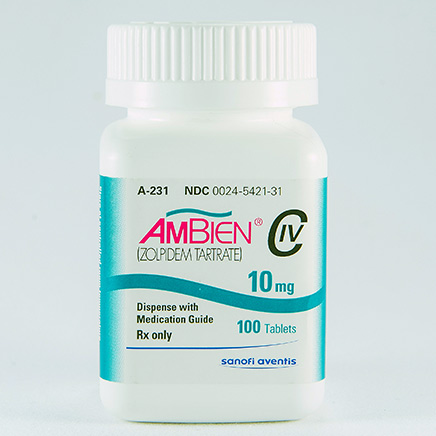 A-231 NDC 0024-5421-31
AMBIEN® CIV
(ZOLPIDEM TARTRATE)
10 mg
Dispense with
Medication Guide
Rx only
100 Tablets
sanofi aventis